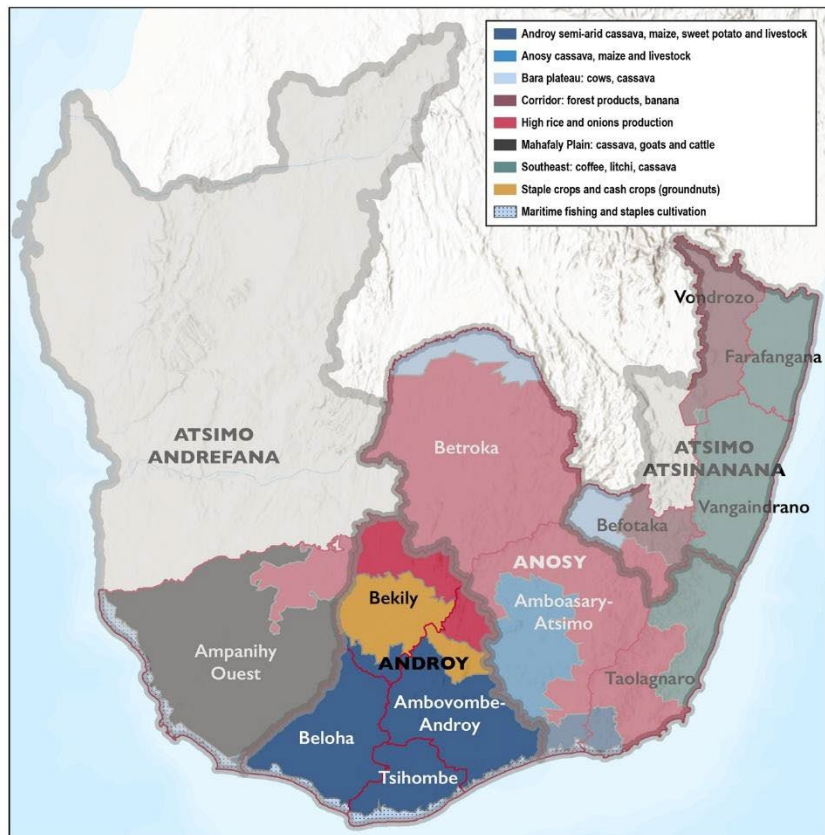 Androy semi-arid cassava, maize, sweet potato and livestock
Anosy cassava, maize and livestock
Bara plateau: cows, cassava
Corridor: forest products, banana
High rice and onions production
Mahafaly Plain: cassava, goats and cattle
Southeast: coffee, litchi, cassava
Staple crops and cash crops (groundnuts)
Maritime fishing and staples cultivation
Vondrozo
Farafangana
ATSIMO
ANDREFANA
Betroka
ATSIMO
ATSINANANA
Vangaindrano
Befotaka
ANOSY
Bekily
Amboasary-
Atsimo
Ampanihy
Ouest
ANDROY
Taolagnaro
Ambovombe-
Androy
Beloha
Tsihombe